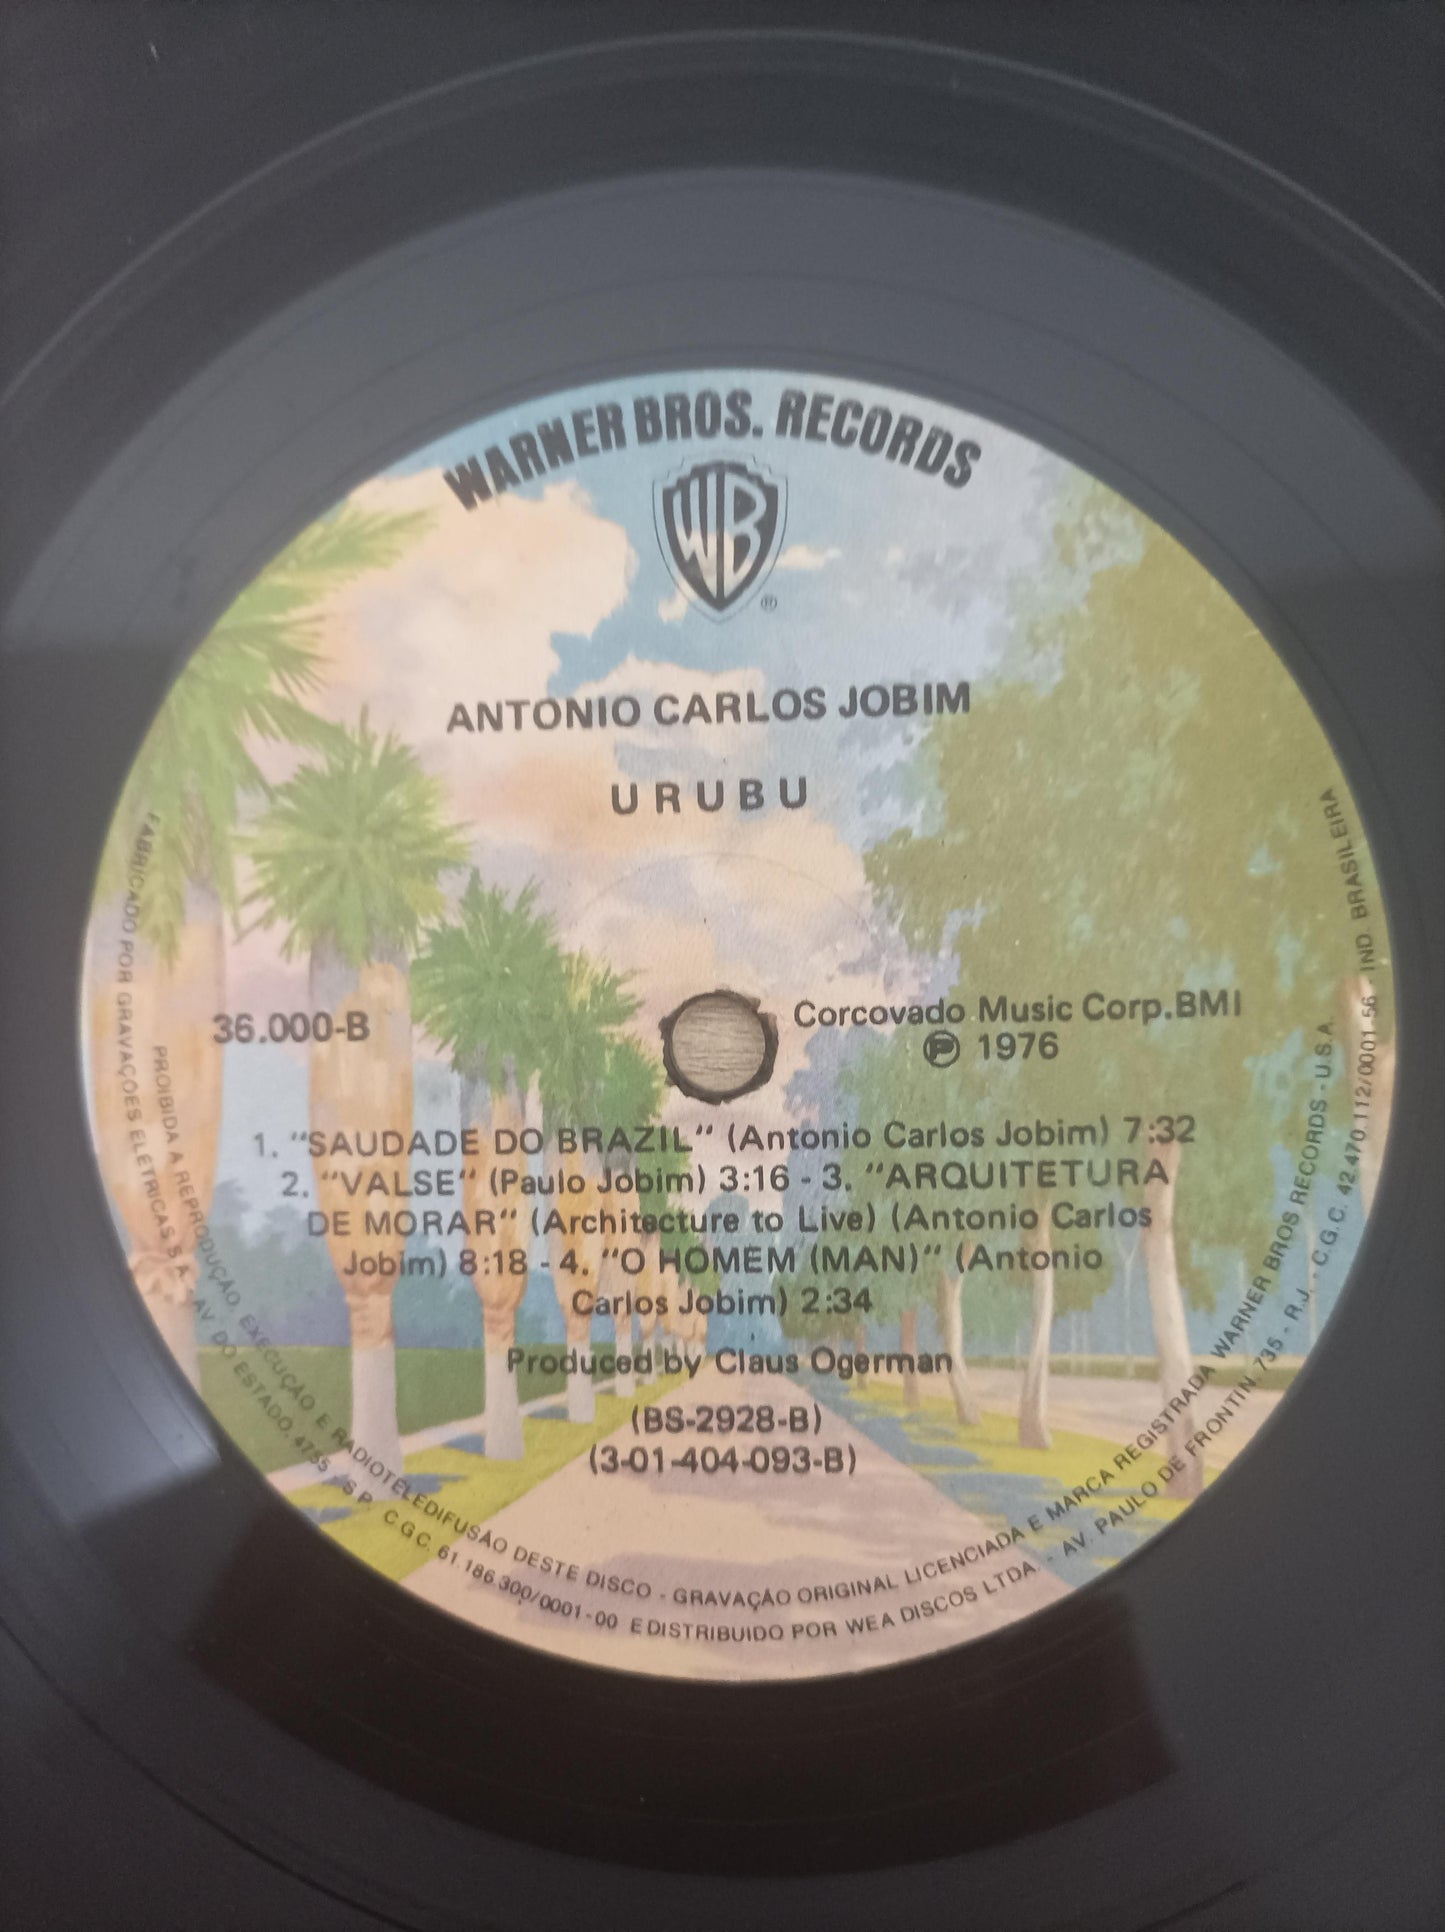 WARNER BROS. RECORDS
WB
®
ANTONIO CARLOS JOBIM
URUBU
36.000-B
Corcovado Music Corp.BMI
℗ 1976
1. "SAUDADE DO BRAZIL" (Antonio Carlos Jobim) 7:32
2. "VALSE" (Paulo Jobim) 3:16 - 3. "ARQUITETURA
DE MORAR" (Architecture to Live) (Antonio Carlos
Jobim) 8:18 - 4. "O HOMEM (MAN)" (Antonio
Carlos Jobim) 2:34
Produced by Claus Ogerman
(BS-2928-B)
(3-01-404-093-B)
PROIBIDA A REPRODUÇÃO, EXECUÇÃO E RADIOTELEDIFUSÃO DESTE DISCO - GRAVAÇÃO ORIGINAL LICENCIADA E MARCA REGISTRADA WARNER BROS RECORDS - U.S.A.
FABRICADO POR GRAVAÇÕES ELÉTRICAS S.A. - AV. DO ESTADO, 4755 - S.P. C.G.C. 61.186.300/0001-00 E DISTRIBUIDO POR WEA DISCOS LTDA. - AV. PAULO DE FRONTIN, 735 - R.J. - C.G.C. 42.470.112/0001-56 - IND. BRASILEIRA